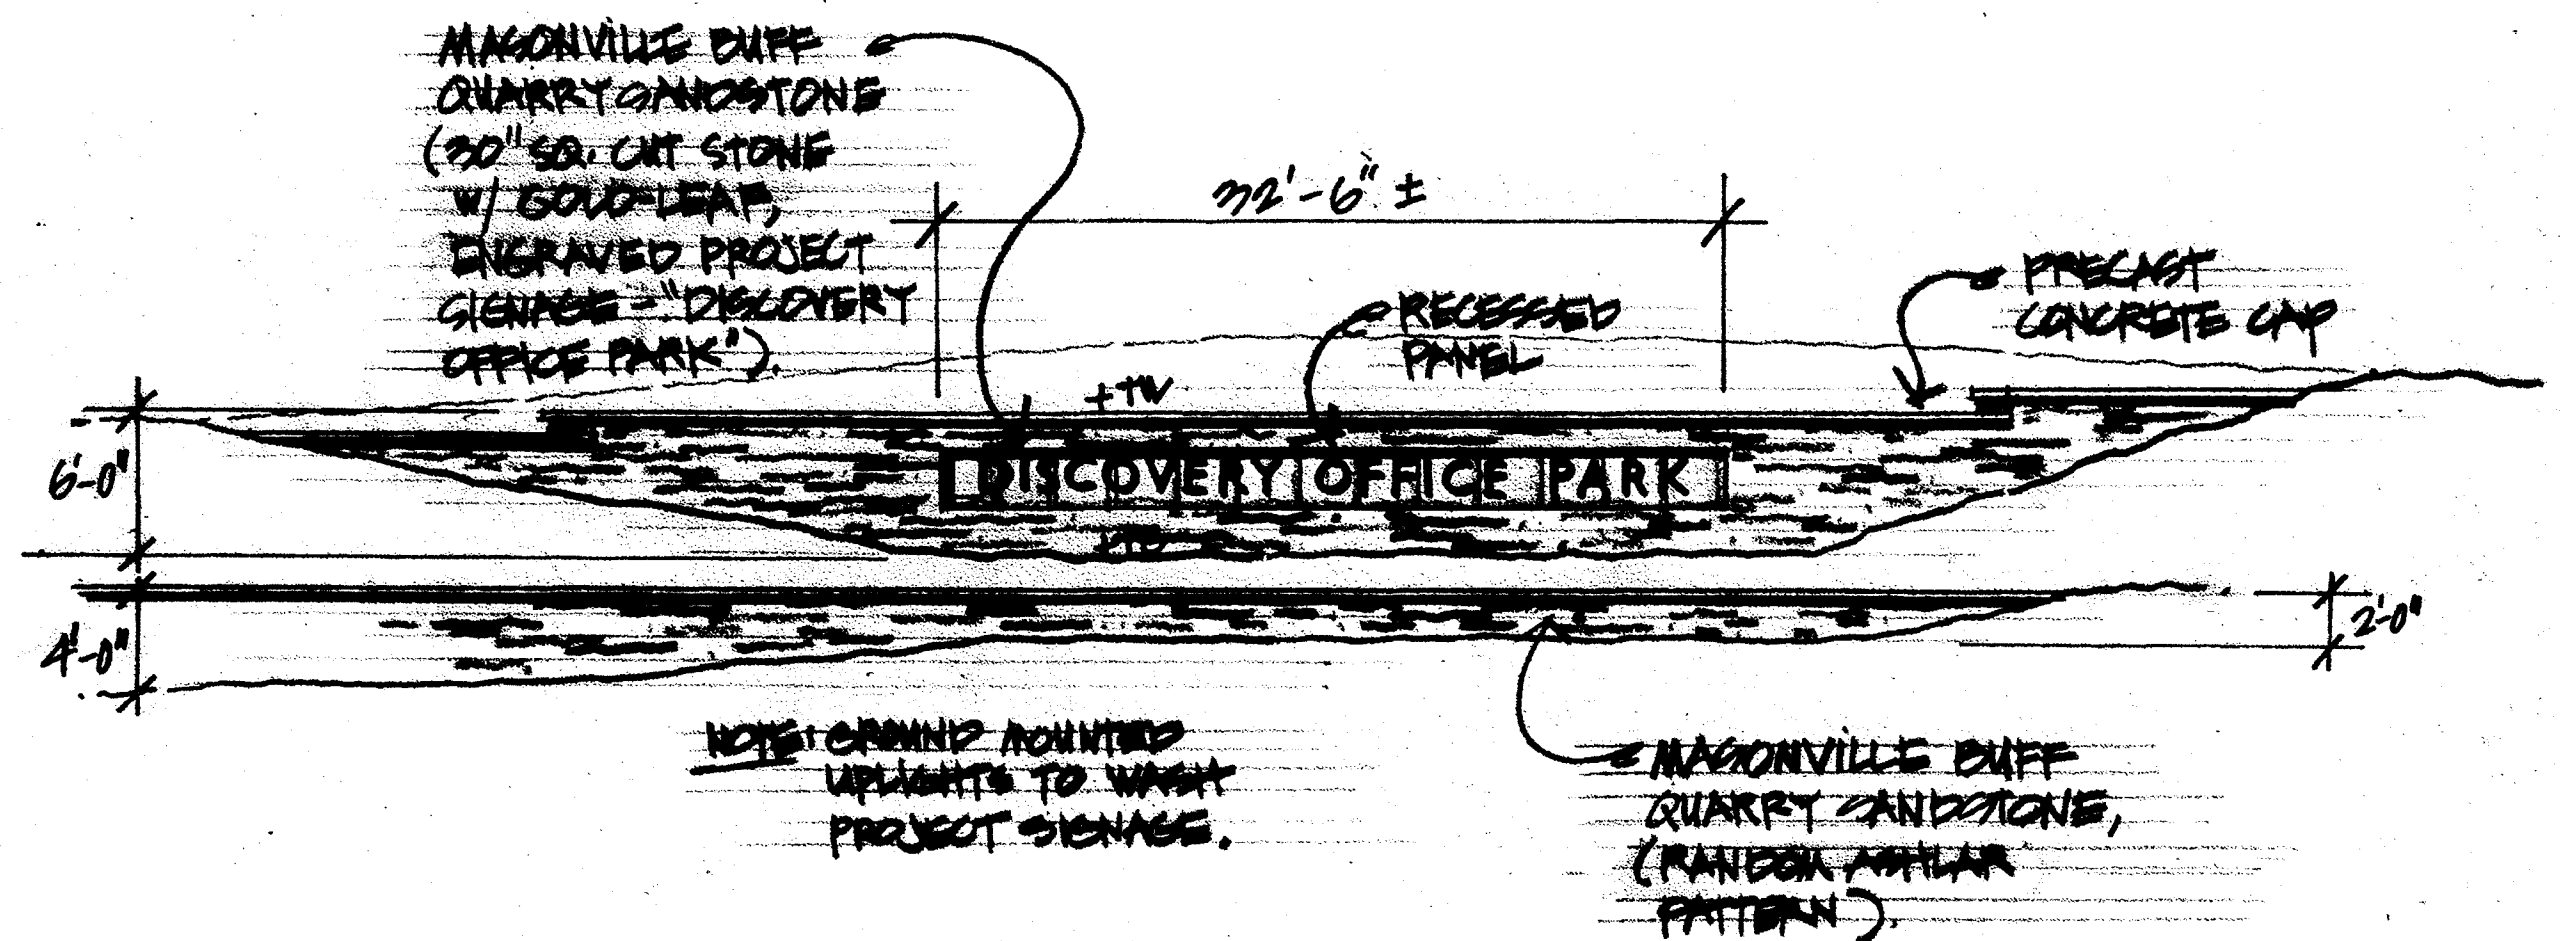 MASONVILLE BUFF
QUARRY SANDSTONE
(30" SQ. CUT STONE
W/ GOLD-LEAF,
ENGRAVED PROJECT
SIGNAGE - "DISCOVERY
OFFICE PARK").
32'-6" ±
RECESSED
PANEL
PRECAST
CONCRETE CAP
+TW
6'-0"
DISCOVERY OFFICE PARK
4'-0"
2'-0"
NOTE: GROUND MOUNTED
UPLIGHTS TO WASH
PROJECT SIGNAGE.
MASONVILLE BUFF
QUARRY SANDSTONE,
(RANDOM ASHLAR
PATTERN).